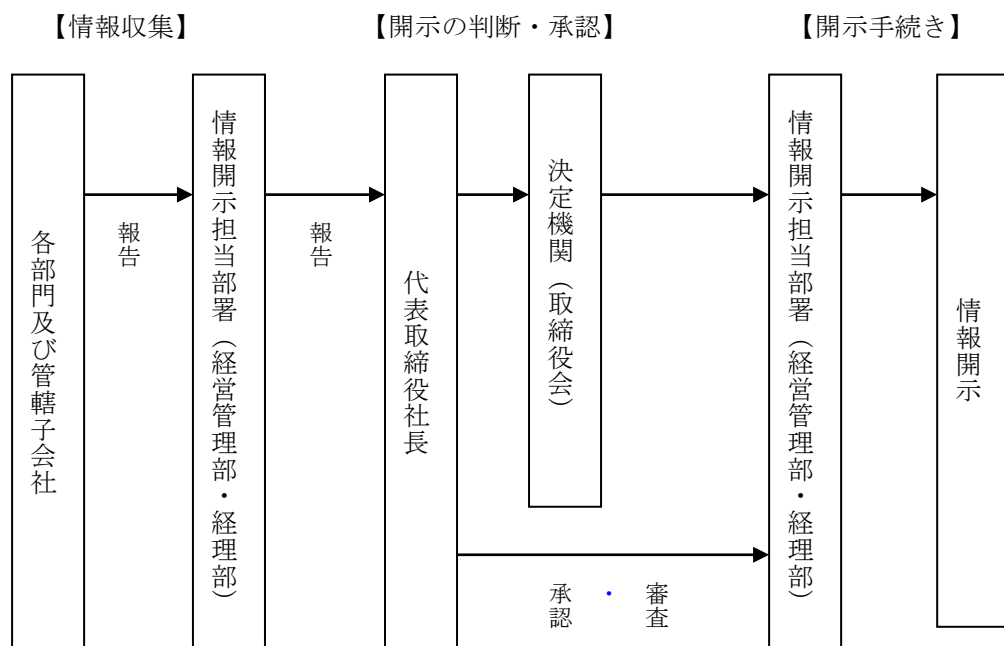 【情報収集】
【開示の判断・承認】
【開示手続き】
各部門及び管轄子会社
報告
情報開示担当部署（経営管理部・経理部）
報告
代表取締役社長
決定機関（取締役会）
審査・承認
情報開示担当部署（経営管理部・経理部）
情報開示